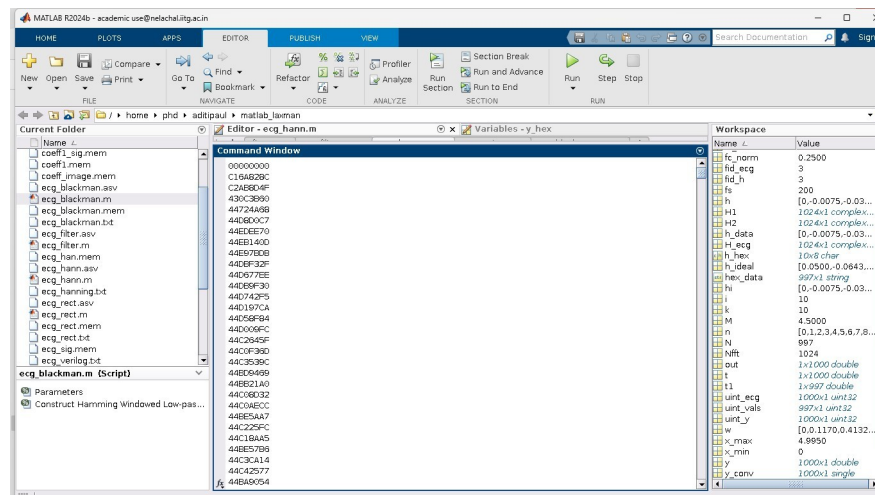 MATLAB R2024b - academic use@nelachal.iitg.ac.in
HOME PLOTS APPS EDITOR PUBLISH VIEW
Search Documentation
Sign
New Open Save Compare Print Go To Find Bookmark Refactor Profiler Analyze Run Section Section Break Run and Advance Run to End Run Step Stop
FILE NAVIGATE CODE ANALYZE SECTION RUN
/ home phd aditipaul matlab_laxman
Current Folder
Name
coeff1_sig.mem
coeff1.mem
coeff_image.mem
ecg_blackman.asv
ecg_blackman.m
ecg_blackman.mem
ecg_blackman.txt
ecg_filter.asv
ecg_filter.m
ecg_han.mem
ecg_hann.asv
ecg_hann.m
ecg_hanning.txt
ecg_rect.asv
ecg_rect.m
ecg_rect.mem
ecg_rect.txt
ecg_sig.mem
ecg_verilog.txt
ecg_blackman.m (Script)
Parameters
Construct Hamming Windowed Low-pas...
Editor - ecg_hann.m
Variables - y_hex
Command Window
00000000
C16A828C
C2AB8D4F
430C3B60
44724A6B
44D8D0C7
44EDEE70
44EB140D
44E97BDB
44DBF32F
44D677EE
44DB9F30
44D742F5
44D197CA
44D58F84
44D009FC
44C2645F
44C0F36D
44C3539C
44BD9469
44BB21A0
44C08D32
44C0AECC
44BE5AA7
44C225FC
44C18AA5
44BE57B6
44C3CA14
44C42577
44BA9054
fx
Workspace
Name Value
fc_norm 0.2500
fid_ecg 3
fid_h 3
fs 200
h [0,-0.0075,-0.03...
H1 1024x1 complex...
H2 1024x1 complex...
h_data [0,-0.0075,-0.03...
H_ecg 1024x1 complex...
h_hex 10x8 char
h_ideal [0.0500,-0.0643,...
hex_data 997x1 string
hi [0,-0.0075,-0.03...
i 10
k 10
M 4.5000
n [0,1,2,3,4,5,6,7,8...
N 997
Nfft 1024
out 1x1000 double
t 1x1000 double
t1 1x997 double
uint_ecg 1000x1 uint32
uint_vals 997x1 uint32
uint_y 1000x1 uint32
w [0,0.1170,0.4132...
x_max 4.9950
x_min 0
y 1000x1 double
y_conv 1000x1 single